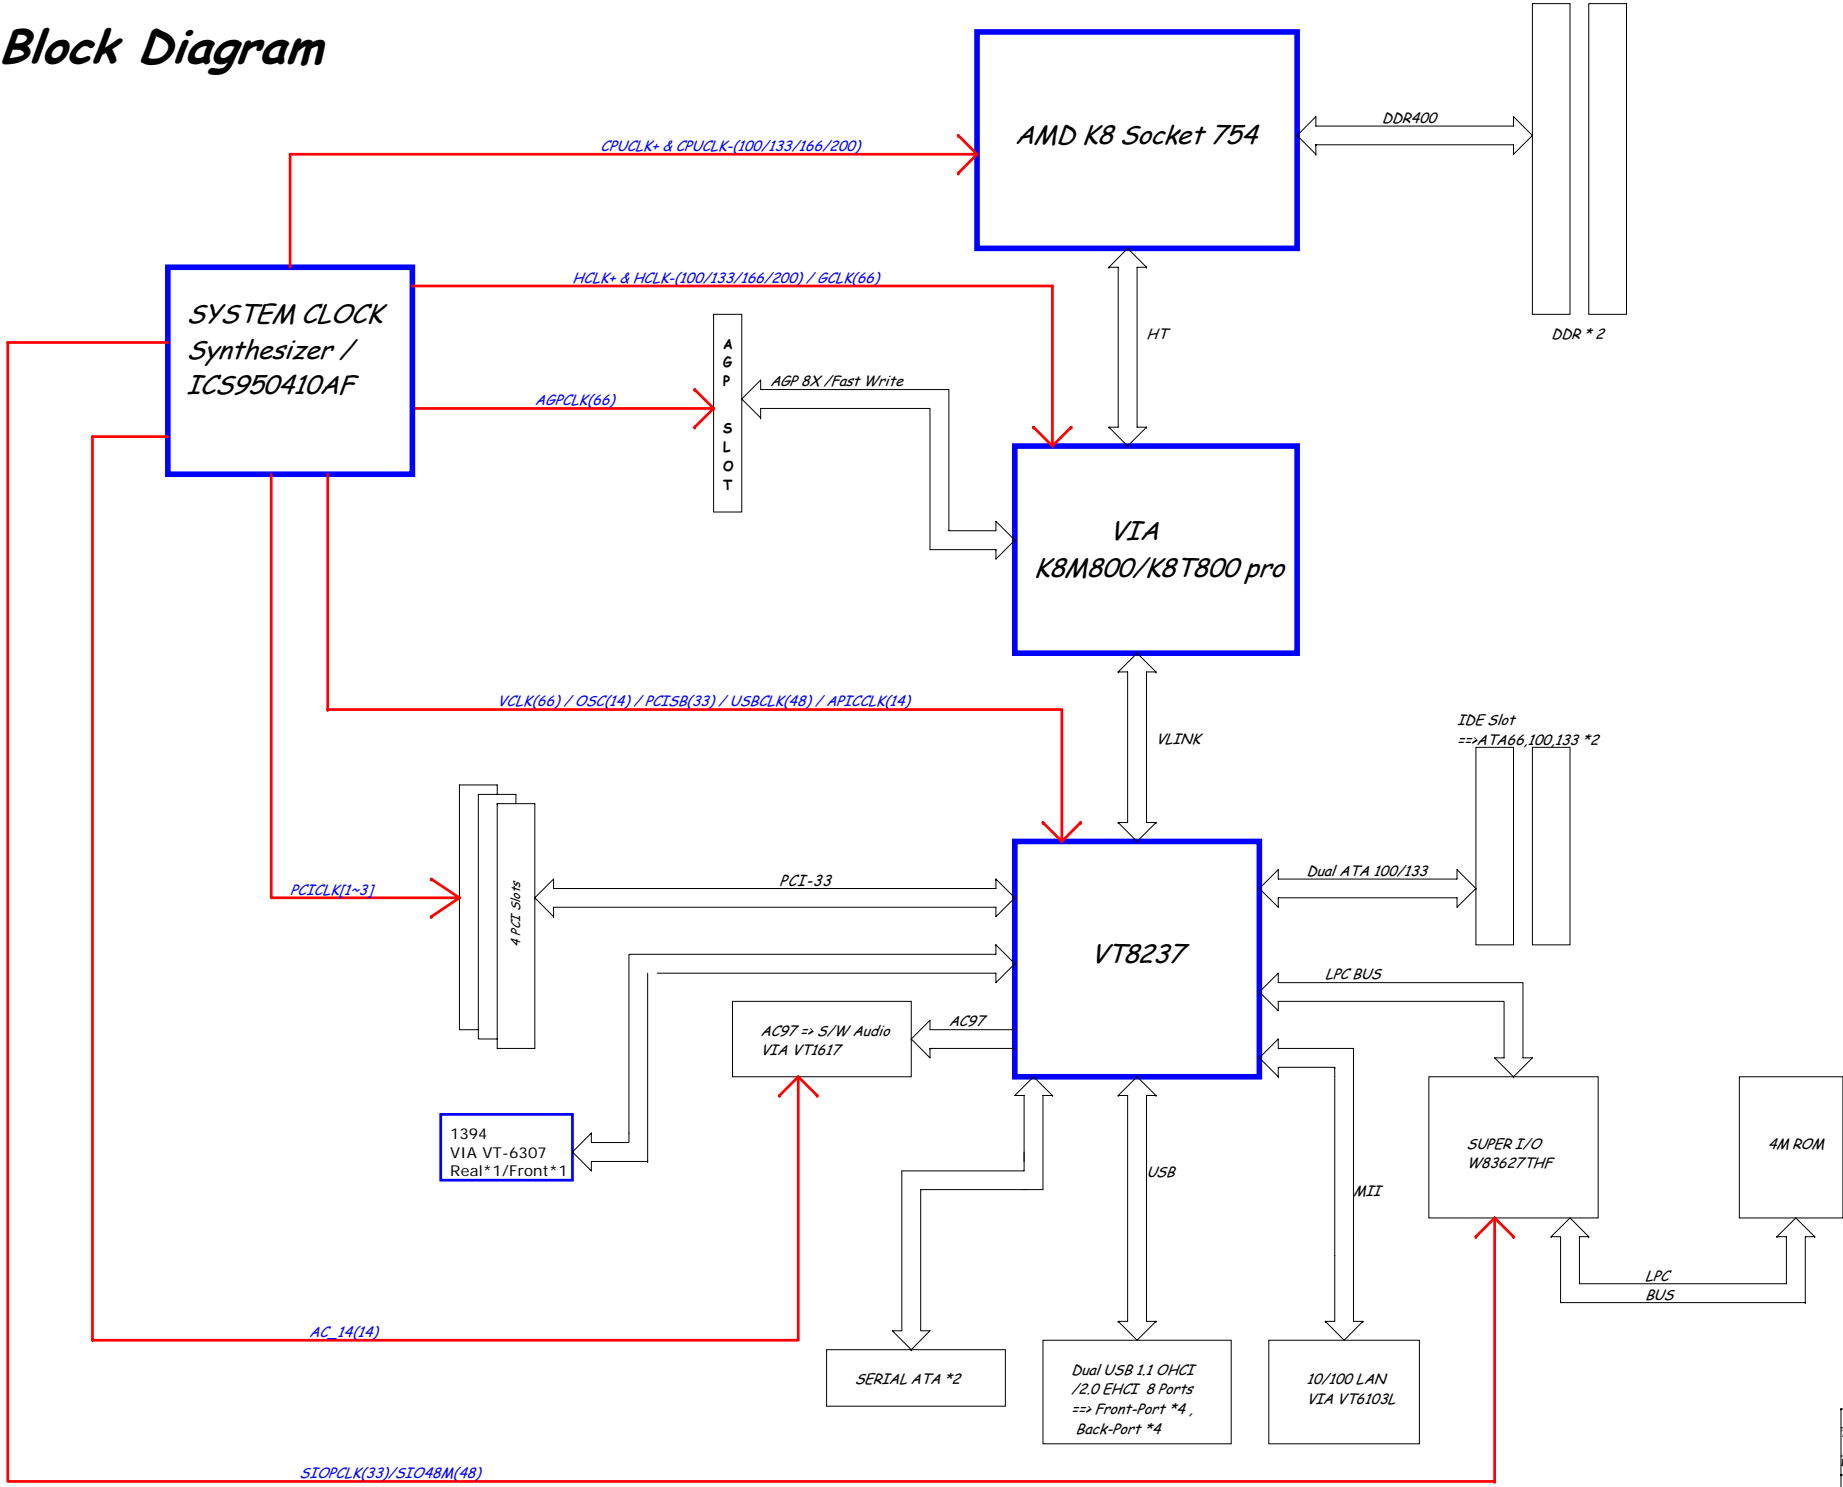 Block Diagram
AMD K8 Socket 754
DDR400
CPUCLK+ & CPUCLK-(100/133/166/200)
HCLK+ & HCLK-(100/133/166/200) / GCLK(66)
SYSTEM CLOCK
Synthesizer /
ICS950410AF
HT
DDR * 2
AGP SLOT
AGP 8X /Fast Write
AGPCLK(66)
VIA
K8M800/K8T800 pro
VCLK(66) / OSC(14) / PCISB(33) / USBCLK(48) / APICCLK(14)
VLINK
IDE Slot
==>ATA66,100,133 *2
PCICLK[1~3]
4 PCI Slots
PCI-33
Dual ATA 100/133
VT8237
LPC BUS
AC97 => S/W Audio
VIA VT1617
AC97
1394
VIA VT-6307
Real*1/Front*1
USB
MII
SUPER I/O
W83627THF
4M ROM
LPC
BUS
AC_14(14)
SERIAL ATA *2
Dual USB 1.1 OHCI
/2.0 EHCI 8 Ports
==> Front-Port *4 ,
Back-Port *4
10/100 LAN
VIA VT6103L
SIOPCLK(33)/SIO48M(48)